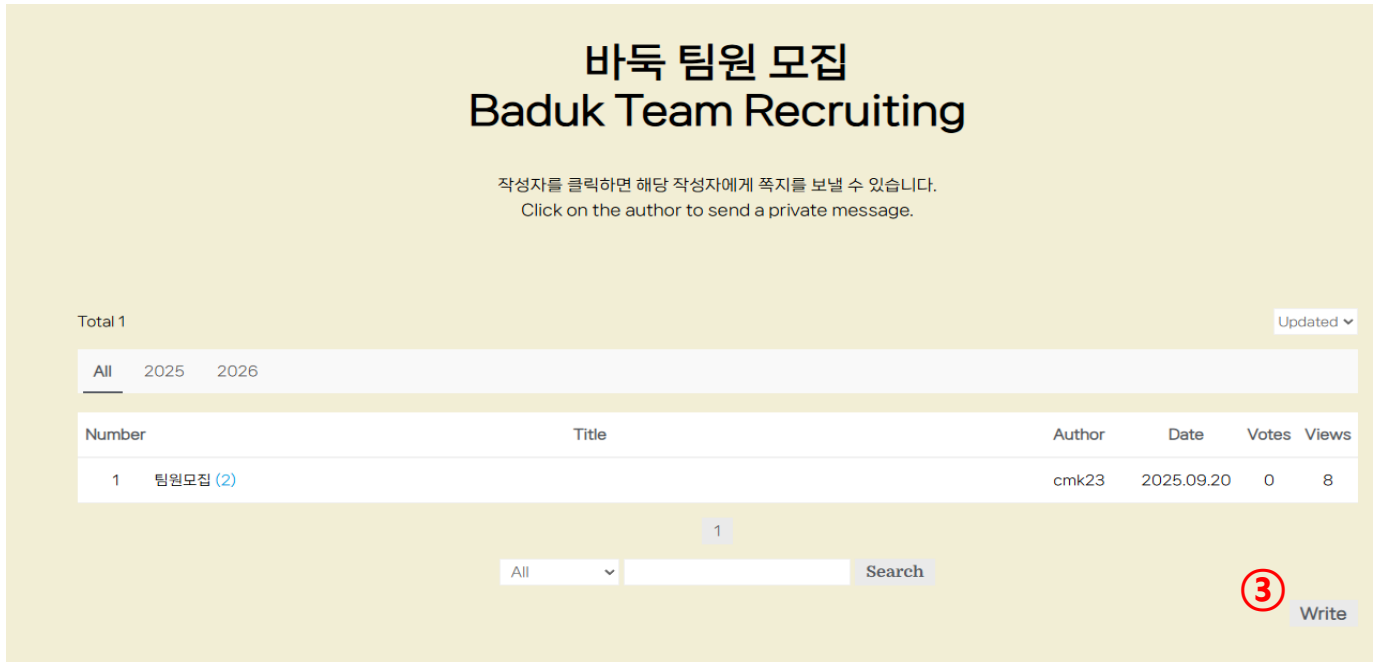 바둑 팀원 모집
Baduk Team Recruiting
작성자를 클릭하면 해당 작성자에게 쪽지를 보낼 수 있습니다.
Click on the author to send a private message.
Total 1 Updated
All 2025 2026
Number Title Author Date Votes Views
1 팀원모집 (2) cmk23 2025.09.20 0 8
1
All Search
③
Write